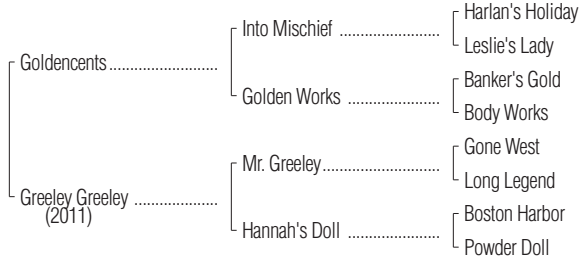 Harlan's Holiday
Into Mischief ....................
Leslie's Lady
Goldencents..........................
Banker's Gold
Golden Works ....................
Body Works
Gone West
Mr. Greeley.........................
Long Legend
Greeley Greeley ....................
(2011)
Boston Harbor
Hannah's Doll ....................
Powder Doll